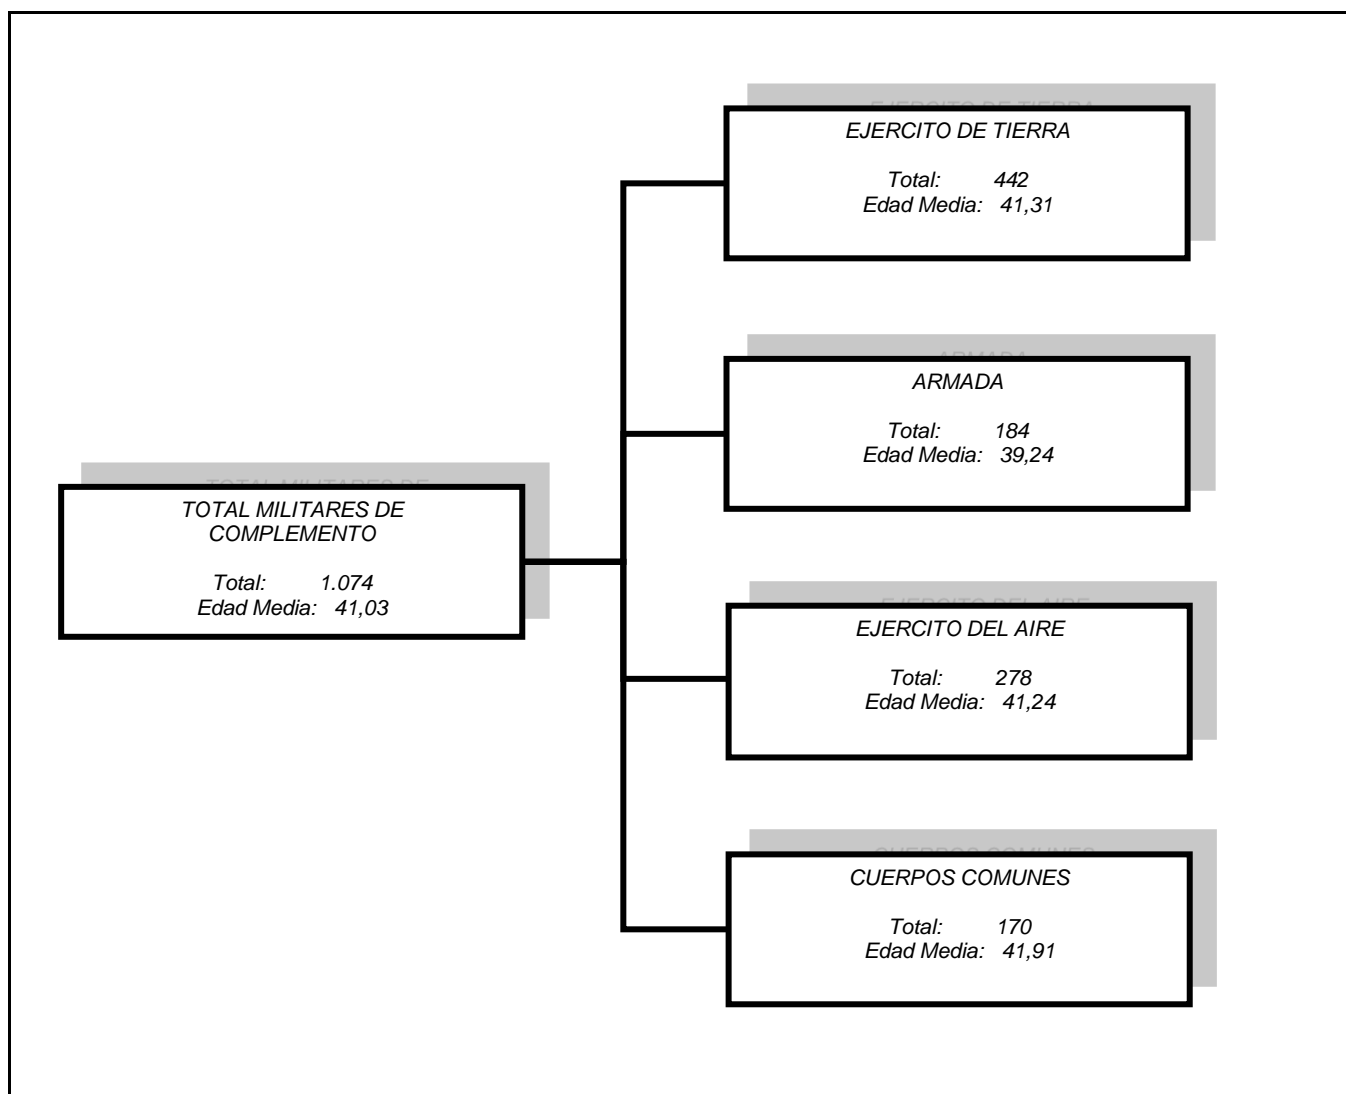 EJERCITO DE TIERRA
Total: 442
Edad Media: 41,31
ARMADA
Total: 184
Edad Media: 39,24
TOTAL MILITARES DE
COMPLEMENTO
Total: 1.074
Edad Media: 41,03
EJERCITO DEL AIRE
Total: 278
Edad Media: 41,24
CUERPOS COMUNES
Total: 170
Edad Media: 41,91